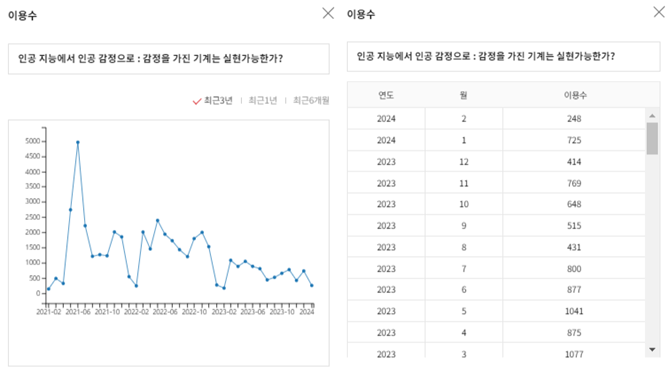 이용수
인공 지능에서 인공 감정으로 : 감정을 가진 기계는 실현가능한가?
최근3년 | 최근1년 | 최근6개월
5000
4500
4000
3500
3000
2500
2000
1500
1000
500
0
2021-02 2021-06 2021-10 2022-02 2022-06 2022-10 2023-02 2023-06 2023-10 2024
이용수
인공 지능에서 인공 감정으로 : 감정을 가진 기계는 실현가능한가?
연도 월 이용수
2024 2 248
2024 1 725
2023 12 414
2023 11 769
2023 10 648
2023 9 515
2023 8 431
2023 7 800
2023 6 877
2023 5 1041
2023 4 875
2023 3 1077